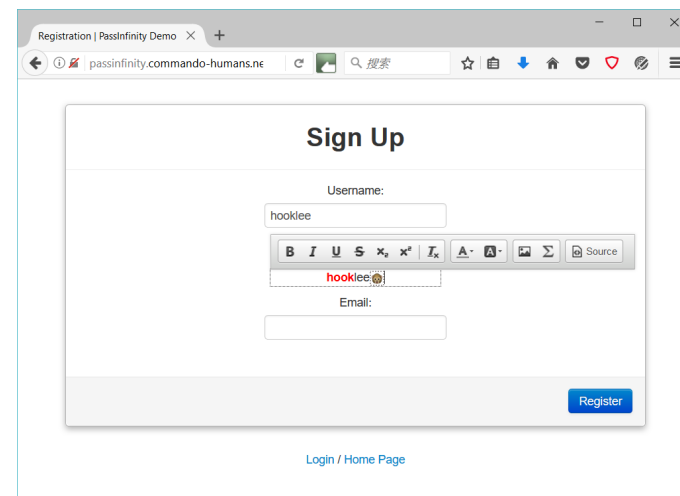 Registration | PassInfinity Demo
passinfinity.commando-humans.ne
搜索
Sign Up
Username:
hooklee
B I U S x₂ x² Iₓ A A Σ Source
hooklee
Email:
Register
Login / Home Page